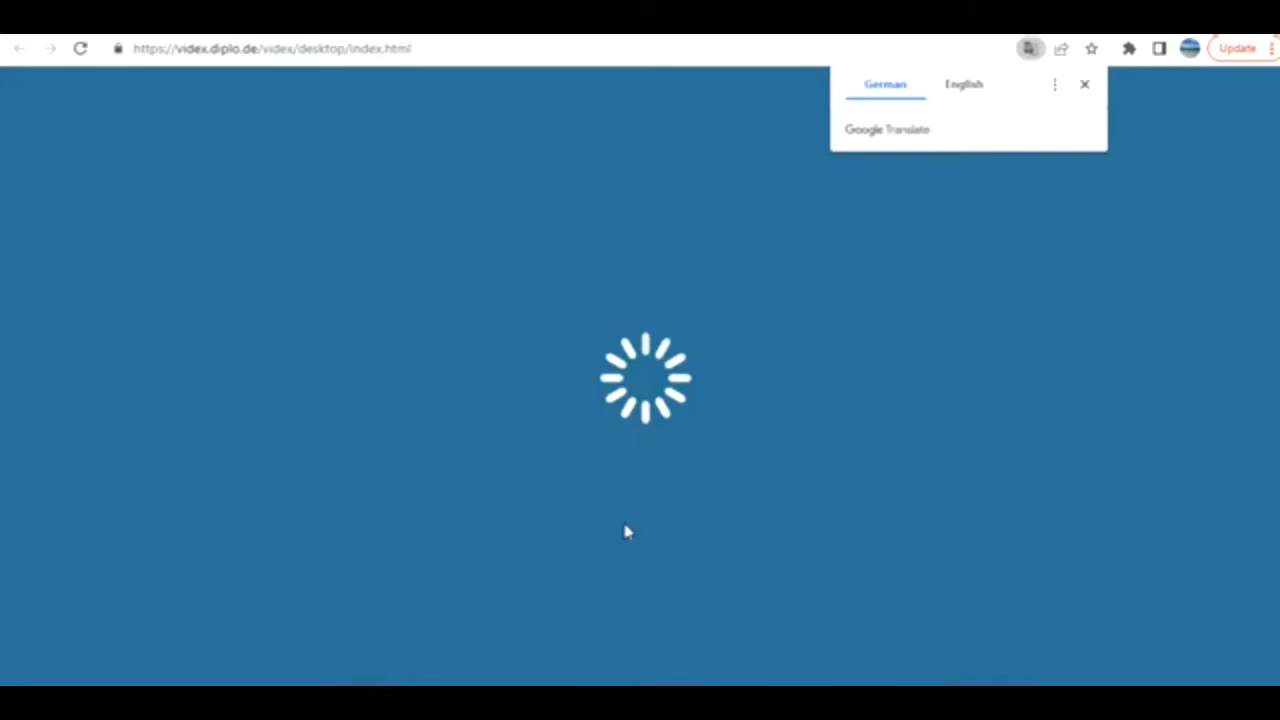 https://videx.diplo.de/videx/desktop/index.html
Update
German English
Google Translate